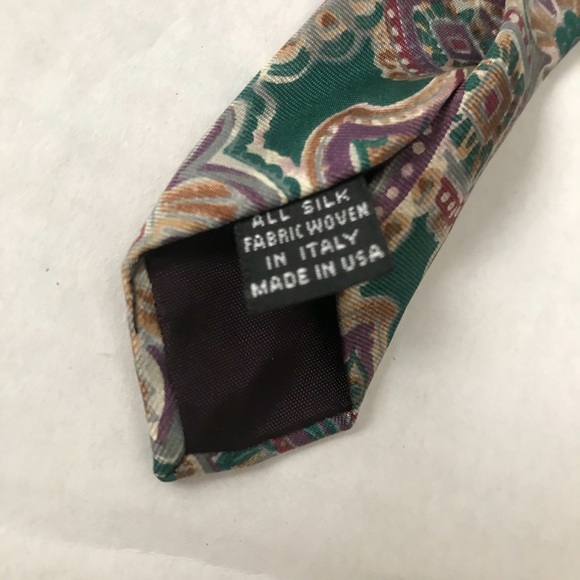 ALL SILK
FABRIC WOVEN
IN ITALY
MADE IN USA